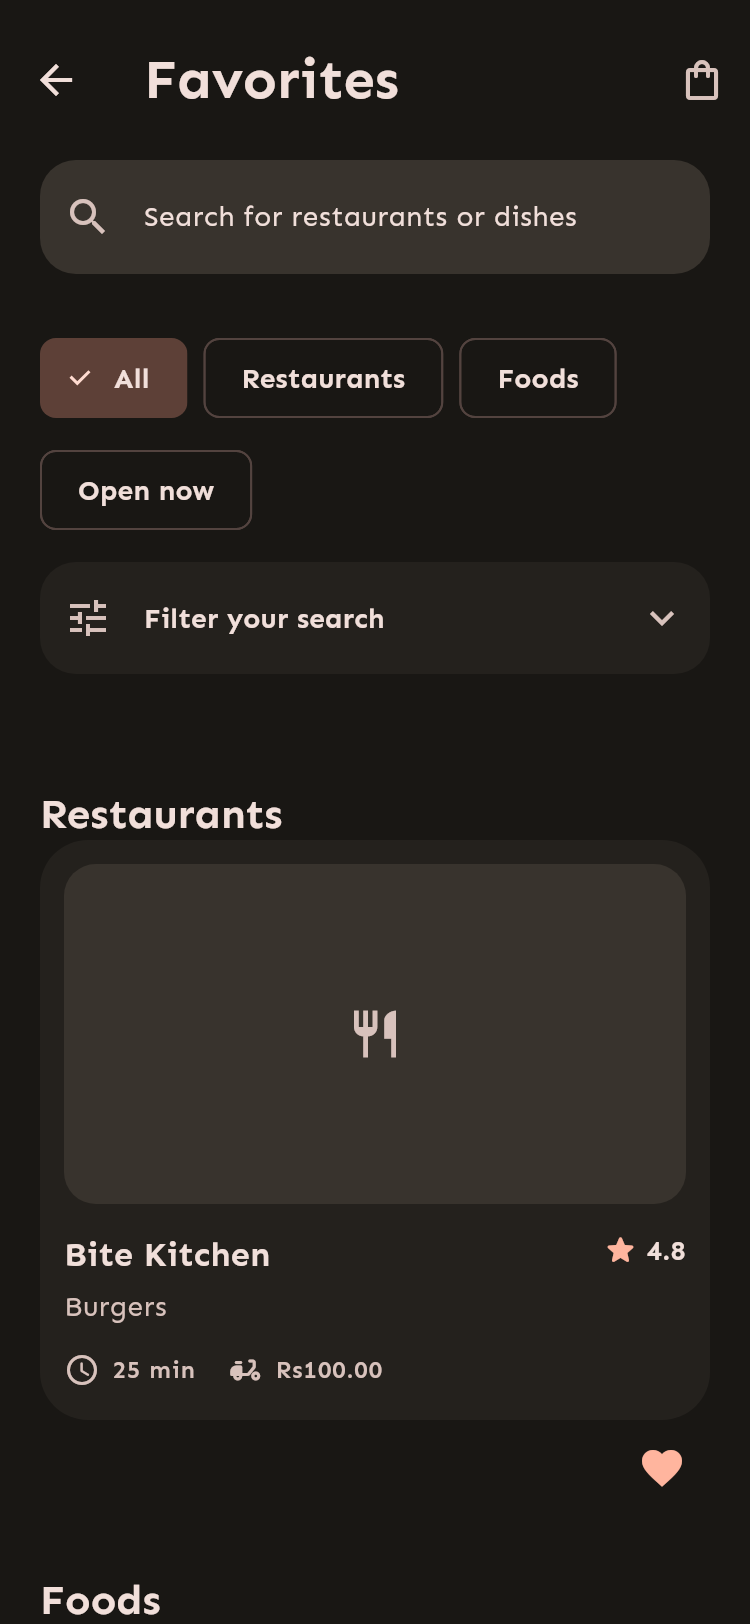 Favorites
Search for restaurants or dishes
All
Restaurants
Foods
Open now
Filter your search
Restaurants
Bite Kitchen
4.8
Burgers
25 min
Rs100.00
Foods